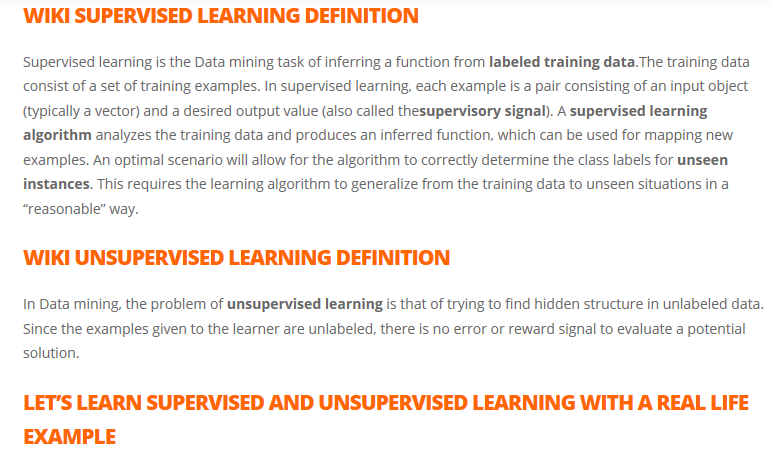 WIKI SUPERVISED LEARNING DEFINITION
Supervised learning is the Data mining task of inferring a function from labeled training data.The training data
consist of a set of training examples. In supervised learning, each example is a pair consisting of an input object
(typically a vector) and a desired output value (also called thesupervisory signal). A supervised learning
algorithm analyzes the training data and produces an inferred function, which can be used for mapping new
examples. An optimal scenario will allow for the algorithm to correctly determine the class labels for unseen
instances. This requires the learning algorithm to generalize from the training data to unseen situations in a
“reasonable” way.
WIKI UNSUPERVISED LEARNING DEFINITION
In Data mining, the problem of unsupervised learning is that of trying to find hidden structure in unlabeled data.
Since the examples given to the learner are unlabeled, there is no error or reward signal to evaluate a potential
solution.
LET’S LEARN SUPERVISED AND UNSUPERVISED LEARNING WITH A REAL LIFE
EXAMPLE